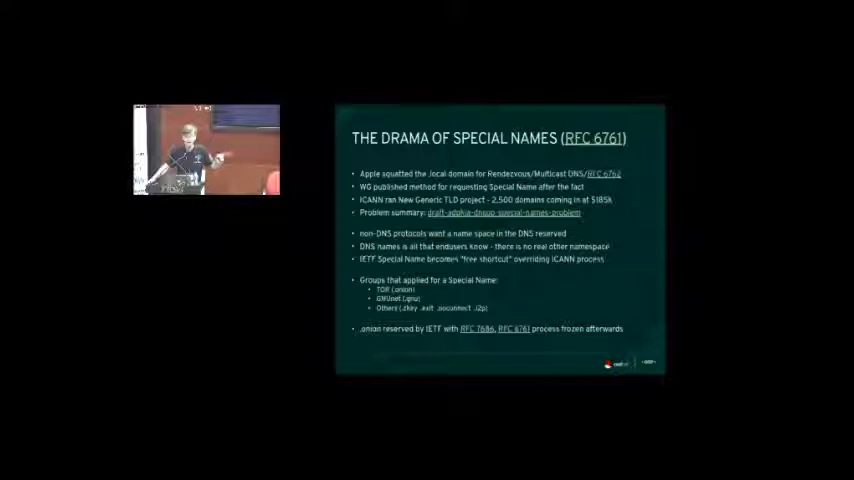 THE DRAMA OF SPECIAL NAMES (RFC 6761)
• Apple squatted the .local domain for Rendezvous/Multicast DNS/RFC 6762
• WG published method for requesting Special Name after the fact
• ICANN ran New Generic TLD project - 2,500 domains coming in at $185k
• Problem summary: draft-adpkja-dnsop-special-names-problem
• non-DNS protocols want a name space in the DNS reserved
• DNS names is all that endusers know - there is no real other namespace
• IETF Special Name becomes "free shortcut" overriding ICANN process
• Groups that applied for a Special Name:
• TOR (.onion)
• GNUnet (.gnu)
• Others (.zkey .exit .i2p)
• .onion reserved by IETF with RFC 7686, RFC 6761 process frozen afterwards